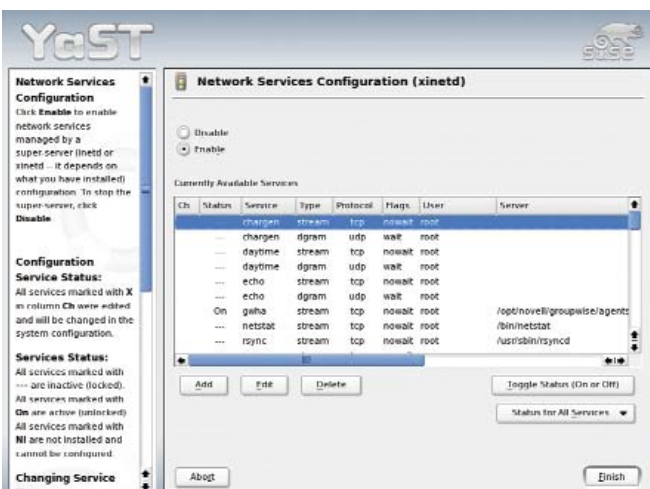 YaST
SUSE
Network Services
Configuration
Click Enable to enable
network services
managed by a
super-server (inetd or
xinetd -- it depends on
what you have installed)
configuration. To stop the
super-server, click
Disable
Configuration
Service Status:
All services marked with X
in column Ch were edited
and will be changed in the
system configuration.
Services Status:
All services marked with
--- are inactive (locked).
All services marked with
On are active (unlocked)
All services marked with
NI are not installed and
cannot be configured.
Changing Service
Network Services Configuration (xinetd)
Disable
Enable
Currently Available Services
Ch Status Service Type Protocol Flags User Server
--- chargen stream tcp nowait root
--- chargen dgram udp wait root
--- daytime stream tcp nowait root
--- daytime dgram udp wait root
--- echo stream tcp nowait root
--- echo dgram udp wait root
On gwha stream tcp nowait root /opt/novell/groupwise/agents
--- netstat stream tcp nowait root /bin/netstat
--- rsync stream tcp nowait root /usr/sbin/rsyncd
Add Edit Delete Toggle Status (On or Off)
Status for All Services
Abort Finish